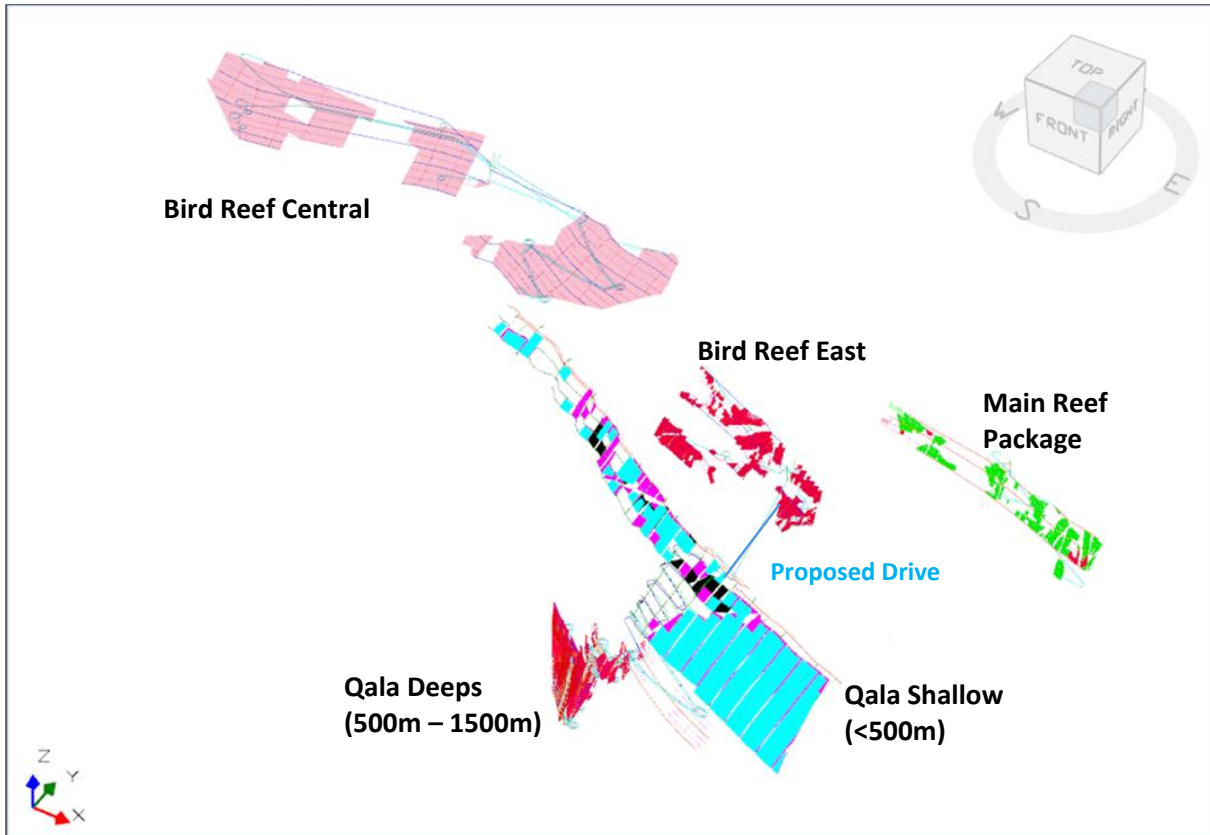 TOP
FRONT
RIGHT
W
S
E
Bird Reef Central
Bird Reef East
Main Reef
Package
Proposed Drive
Qala Deeps
(500m – 1500m)
Qala Shallow
(<500m)
Z
Y
X